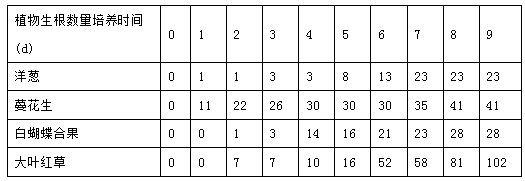 植物生根数量培养时间 0 1 2 3 4 5 6 7 8 9
(d)
洋葱 0 1 1 3 3 8 13 23 23 23
蔓花生 0 11 22 26 30 30 30 35 41 41
白蝴蝶合果 0 0 1 3 14 16 21 23 28 28
大叶红草 0 0 7 7 10 16 52 58 81 102